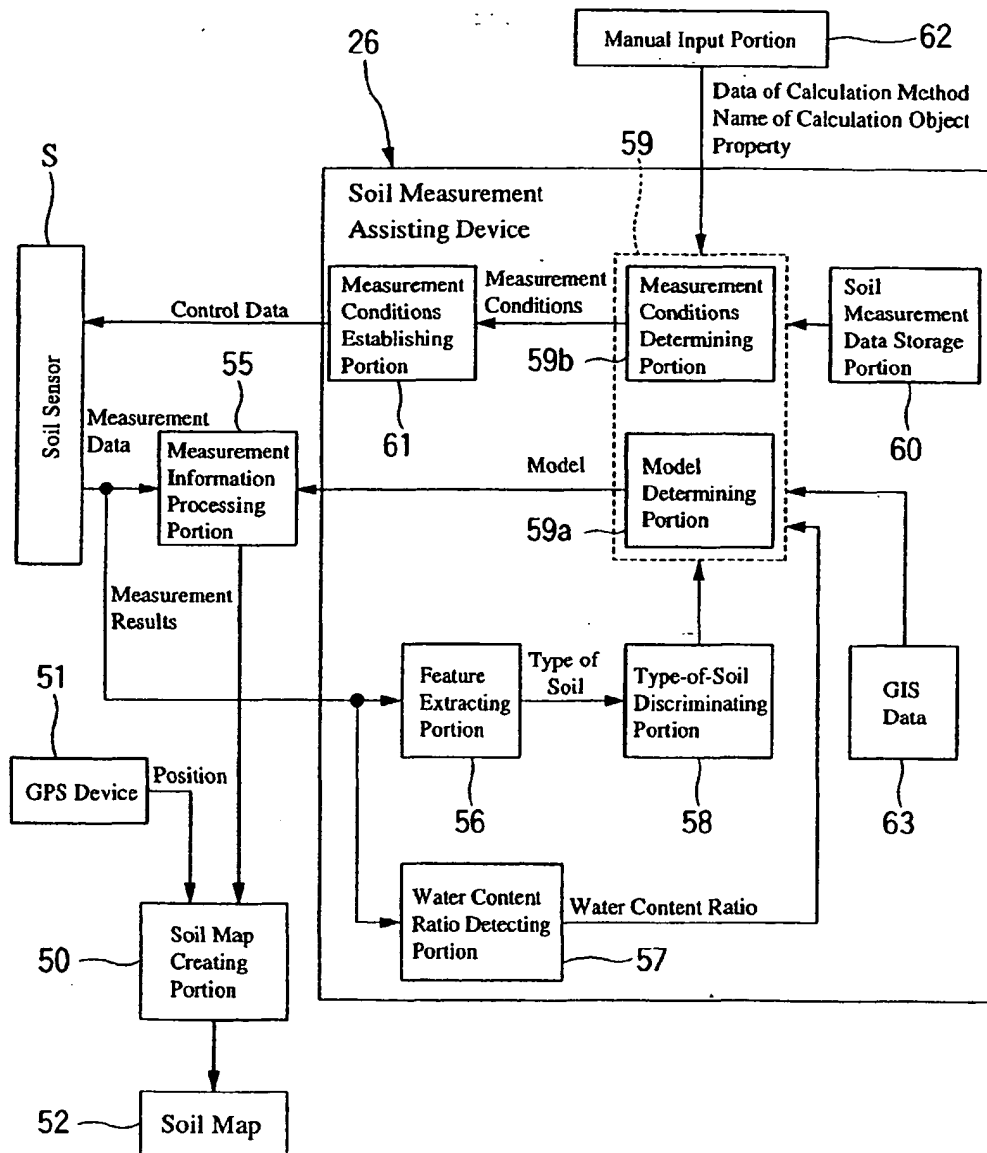 26
Manual Input Portion
62
Data of Calculation Method
Name of Calculation Object
Property
S
59
Soil Measurement
Assisting Device
Soil Sensor
Control Data
Measurement
Conditions
Establishing
Portion
61
Measurement
Conditions
Measurement
Conditions
Determining
Portion
59b
Soil
Measurement
Data Storage
Portion
60
55
Measurement
Data
Measurement
Information
Processing
Portion
Model
Model
Determining
Portion
59a
Measurement
Results
51
GPS Device
Position
Feature
Extracting
Portion
56
Type of
Soil
Type-of-Soil
Discriminating
Portion
58
GIS
Data
63
Water Content
Ratio Detecting
Portion
57
Water Content Ratio
50
Soil Map
Creating
Portion
52
Soil Map